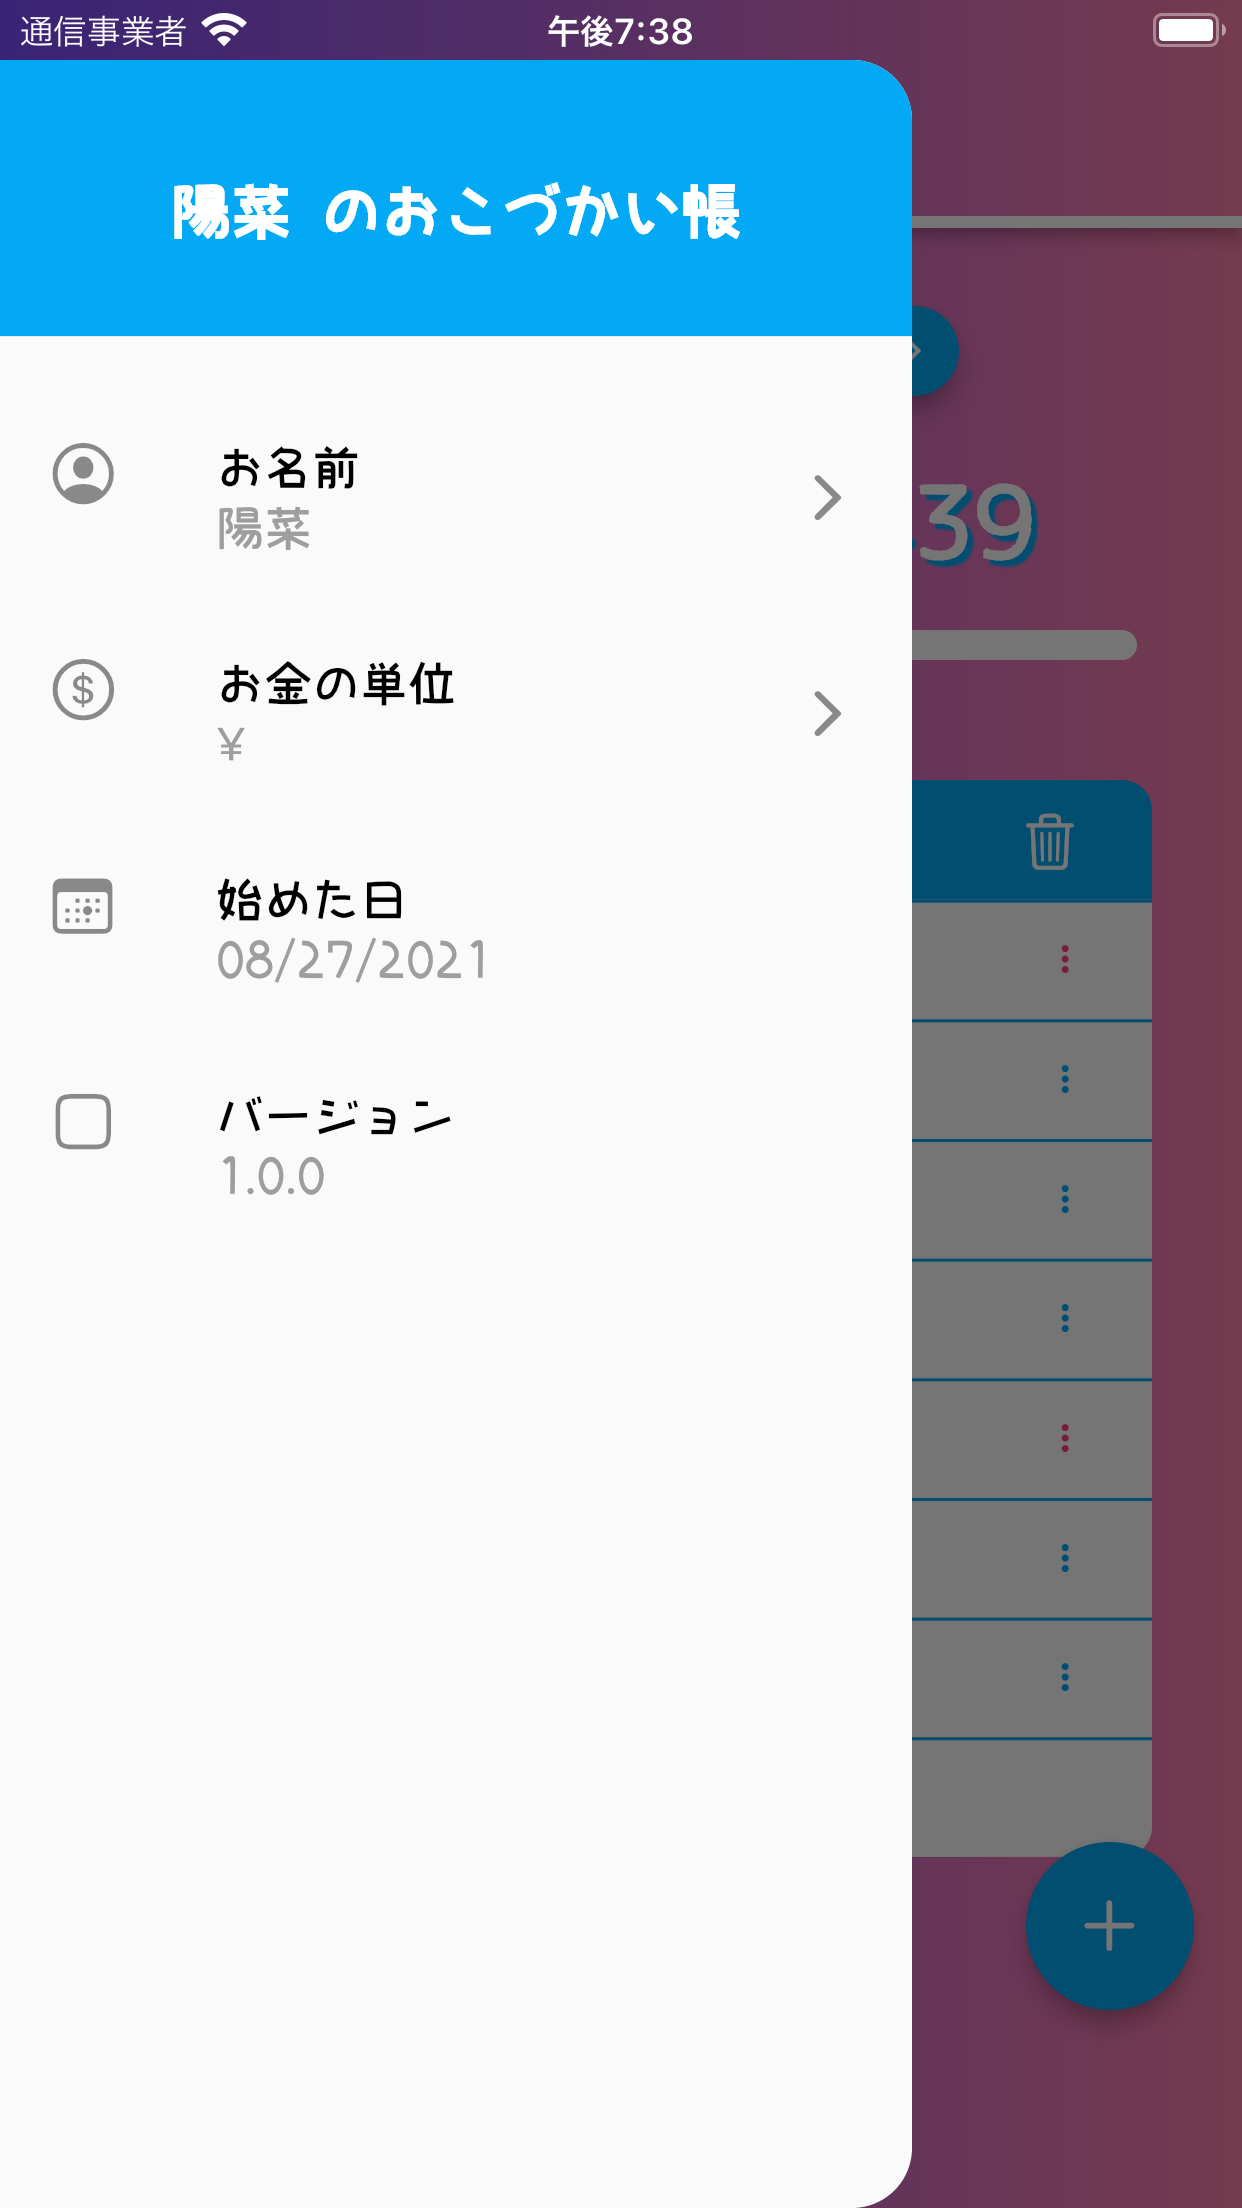 通信事業者
午後7:38
陽菜 のおこづかい帳
お名前
陽菜
39
お金の単位
¥
始めた日
08/27/2021
バージョン
1.0.0